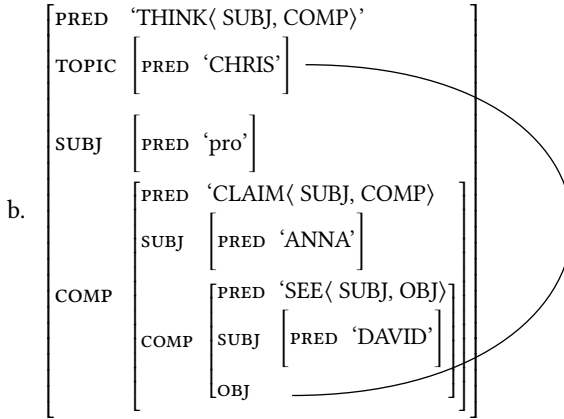 PRED ‘THINK⟨ SUBJ, COMP⟩’
TOPIC [PRED ‘CHRIS’]
SUBJ [PRED ‘pro’]
b.
PRED ‘CLAIM⟨ SUBJ, COMP⟩
SUBJ [PRED ‘ANNA’]
COMP
PRED ‘SEE⟨ SUBJ, OBJ⟩
COMP SUBJ [PRED ‘DAVID’]
OBJ